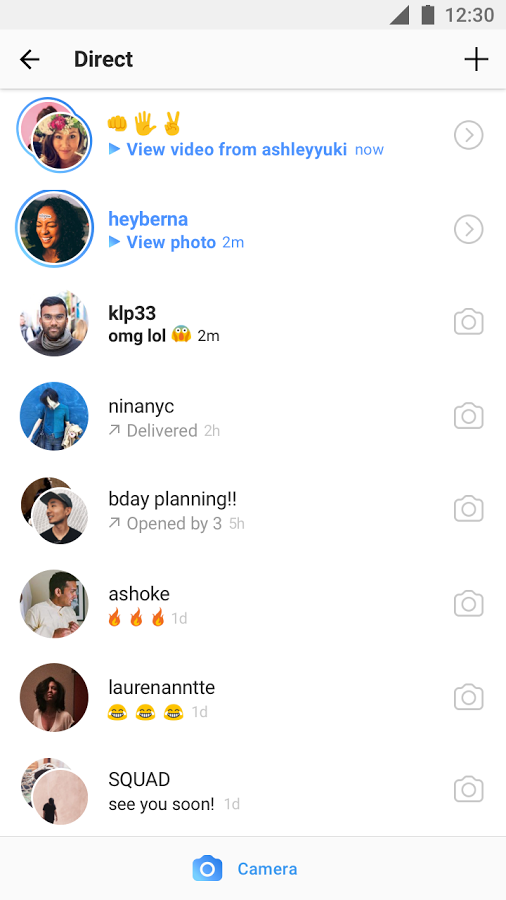 12:30
Direct
👊🖐✌
View video from ashleyyuki now
heyberna
View photo 2m
klp33
omg lol 😱 2m
ninanyc
Delivered 2h
bday planning!!
Opened by 3 5h
ashoke
🔥 🔥 🔥 1d
laurenanntte
😂 😂 😂 1d
SQUAD
see you soon! 1d
Camera